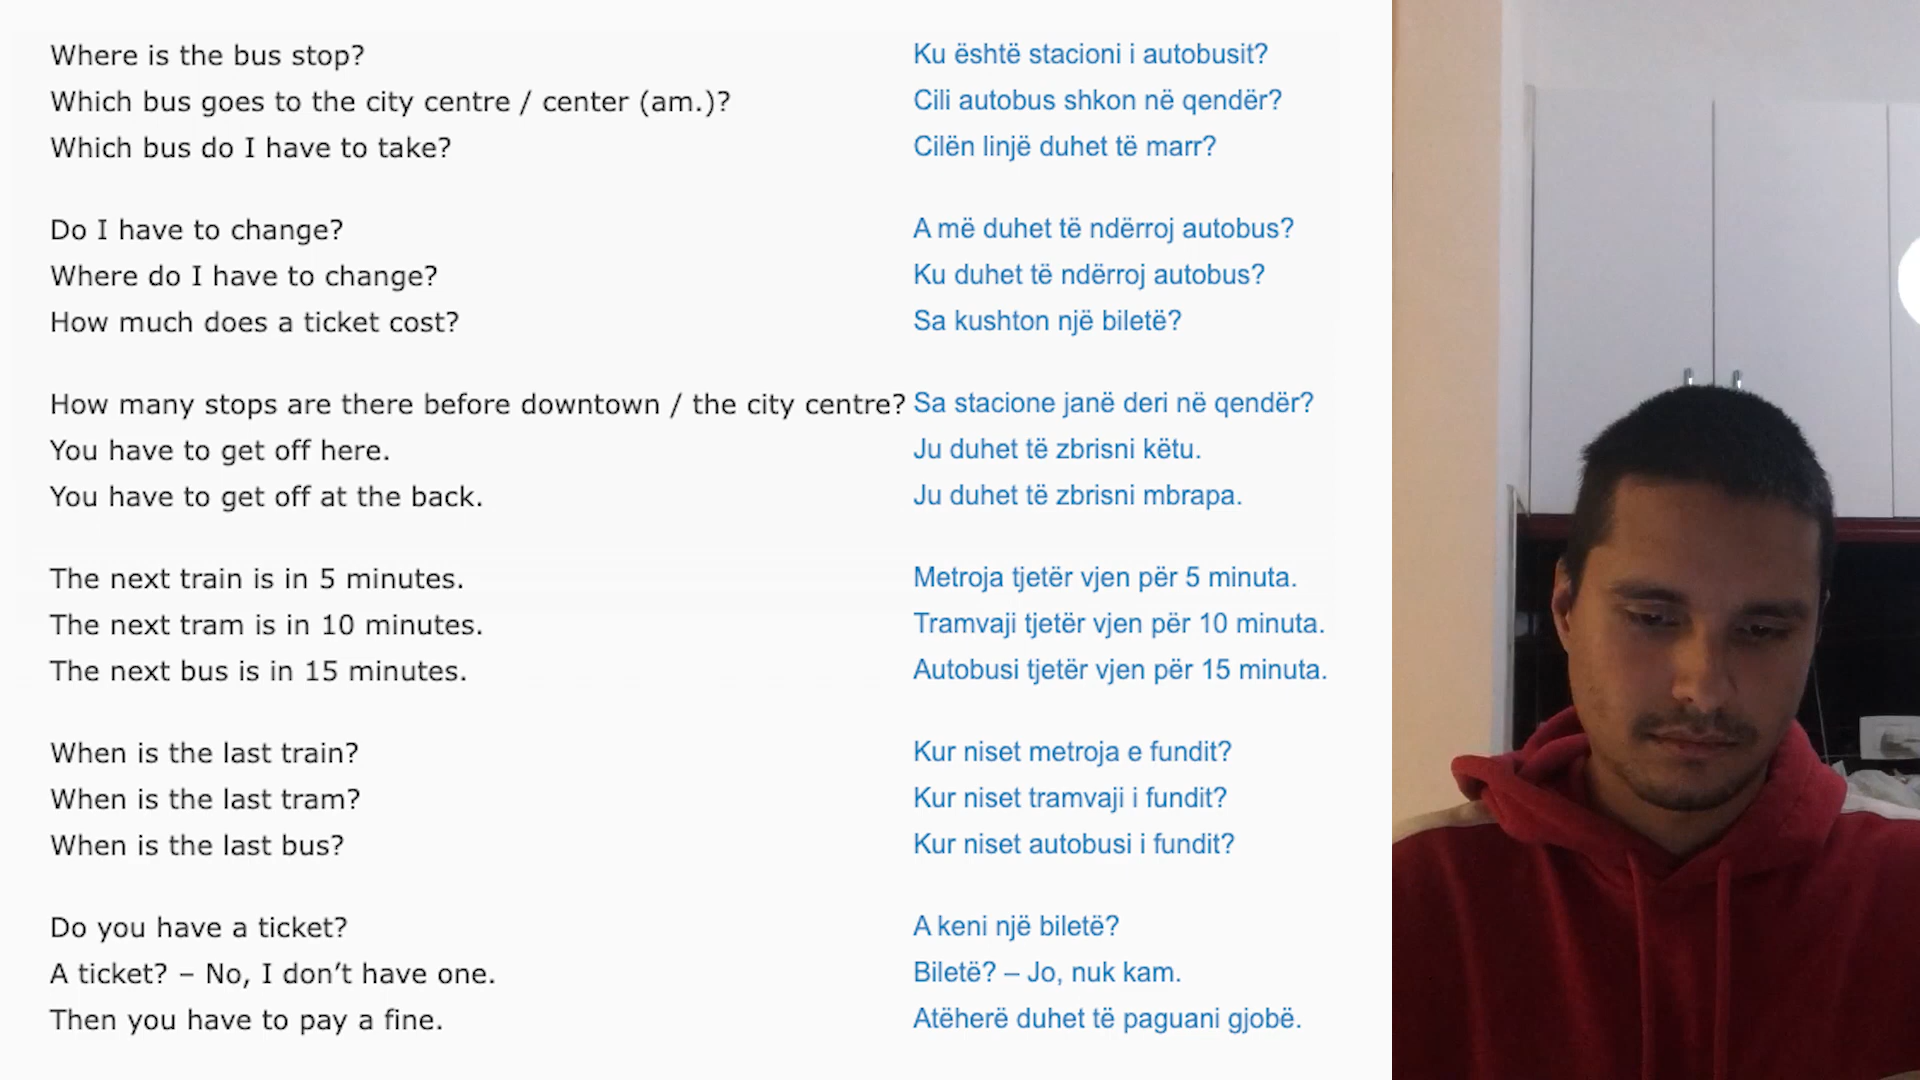 Where is the bus stop? Ku është stacioni i autobusit?
Which bus goes to the city centre / center (am.)? Cili autobus shkon në qendër?
Which bus do I have to take? Cilën linjë duhet të marr?
Do I have to change? A më duhet të ndërroj autobus?
Where do I have to change? Ku duhet të ndërroj autobus?
How much does a ticket cost? Sa kushton një biletë?
How many stops are there before downtown / the city centre? Sa stacione janë deri në qendër?
You have to get off here. Ju duhet të zbrisni këtu.
You have to get off at the back. Ju duhet të zbrisni mbrapa.
The next train is in 5 minutes. Metroja tjetër vjen për 5 minuta.
The next tram is in 10 minutes. Tramvaji tjetër vjen për 10 minuta.
The next bus is in 15 minutes. Autobusi tjetër vjen për 15 minuta.
When is the last train? Kur niset metroja e fundit?
When is the last tram? Kur niset tramvaji i fundit?
When is the last bus? Kur niset autobusi i fundit?
Do you have a ticket? A keni një biletë?
A ticket? – No, I don’t have one. Biletë? – Jo, nuk kam.
Then you have to pay a fine. Atëherë duhet të paguani gjobë.